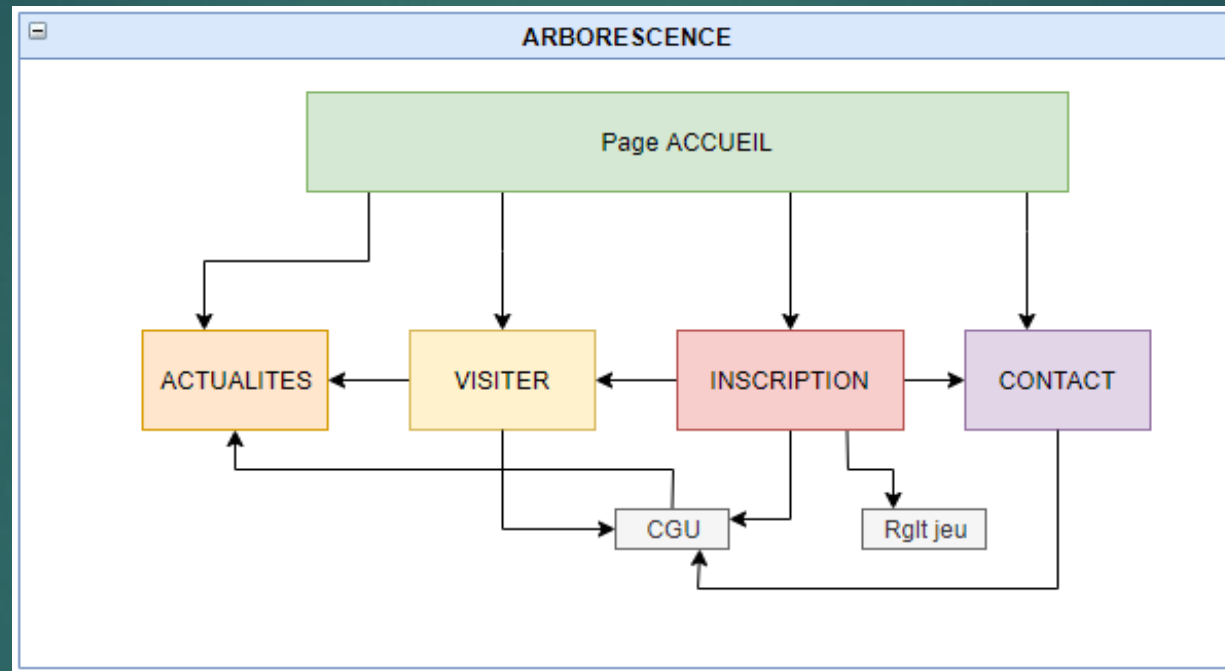 ARBORESCENCE
Page ACCUEIL
ACTUALITES
VISITER
INSCRIPTION
CONTACT
CGU
Rglt jeu